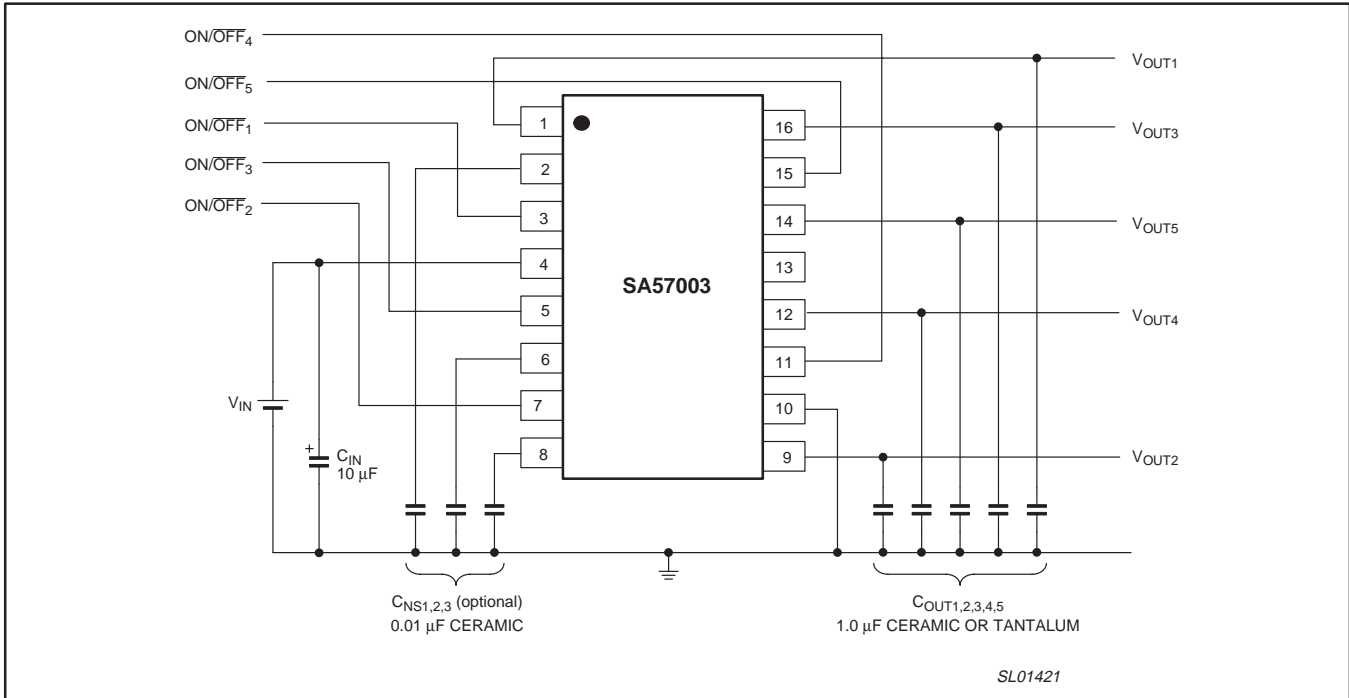 ON/OFF4
ON/OFF5
ON/OFF1
ON/OFF3
ON/OFF2
VOUT1
VOUT3
VOUT5
VOUT4
VOUT2
1
2
3
4
5
6
7
8
SA57003
16
15
14
13
12
11
10
9
VIN
+
CIN
10 μF
CNS1,2,3 (optional)
0.01 μF CERAMIC
COUT1,2,3,4,5
1.0 μF CERAMIC OR TANTALUM
SL01421